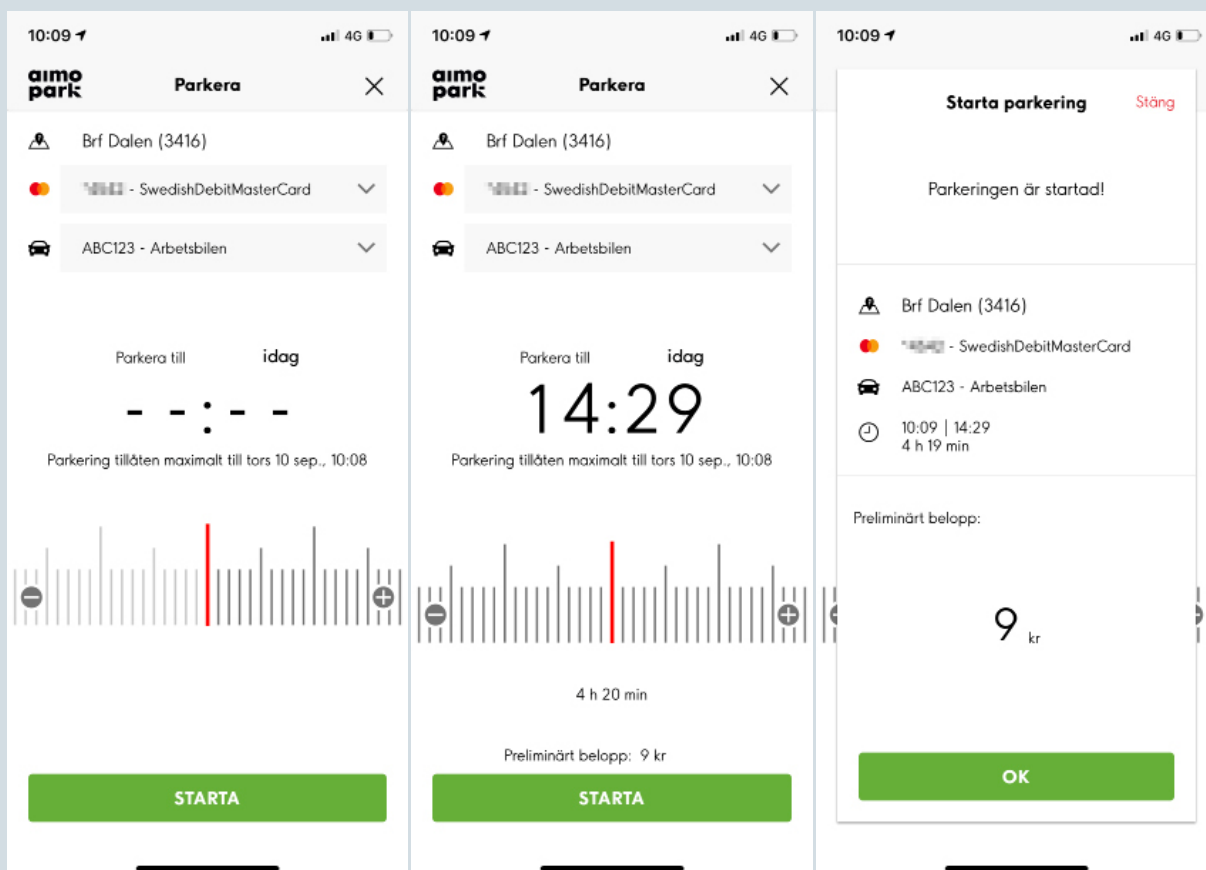 10:09
4G
aimo
park
Parkera
Brf Dalen (3416)
- SwedishDebitMasterCard
ABC123 - Arbetsbilen
Parkera till idag
- - : - -
Parkering tillåten maximalt till tors 10 sep., 10:08
STARTA
10:09
4G
aimo
park
Parkera
Brf Dalen (3416)
- SwedishDebitMasterCard
ABC123 - Arbetsbilen
Parkera till idag
14:29
Parkering tillåten maximalt till tors 10 sep., 10:08
4 h 20 min
Preliminärt belopp: 9 kr
STARTA
10:09
4G
Starta parkering
Stäng
Parkeringen är startad!
Brf Dalen (3416)
- SwedishDebitMasterCard
ABC123 - Arbetsbilen
10:09 | 14:29
4 h 19 min
Preliminärt belopp:
9 kr
OK